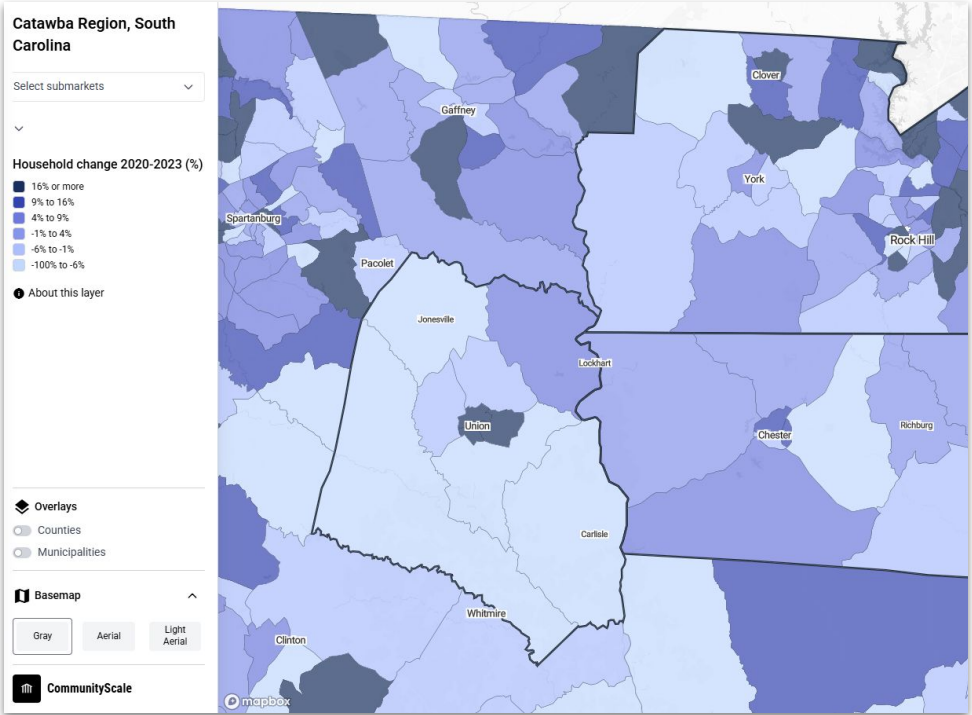 Catawba Region, South
Carolina
Select submarkets
Household change 2020-2023 (%)
16% or more
9% to 16%
4% to 9%
-1% to 4%
-6% to -1%
-100% to -6%
About this layer
Overlays
Counties
Municipalities
Basemap
Gray
Aerial
Light
Aerial
CommunityScale
Clover
Gaffney
York
Spartanburg
Rock Hill
Pacolet
Jonesville
Lockhart
Union
Chester
Richburg
Carlisle
Whitmire
Clinton
mapbox